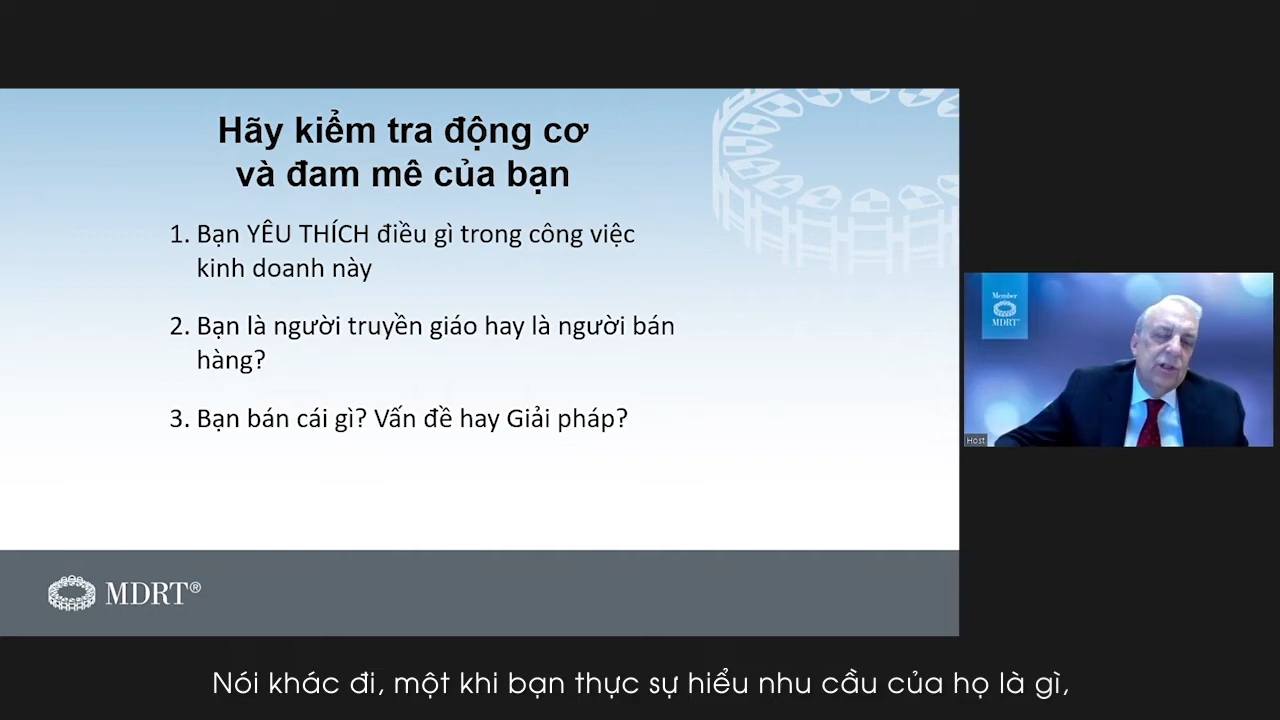 Hãy kiểm tra động cơ
và đam mê của bạn
1. Bạn YÊU THÍCH điều gì trong công việc
kinh doanh này
2. Bạn là người truyền giáo hay là người bán
hàng?
3. Bạn bán cái gì? Vấn đề hay Giải pháp?
Member
MDRT
Host
MDRT®
Nói khác đi, một khi bạn thực sự hiểu nhu cầu của họ là gì,